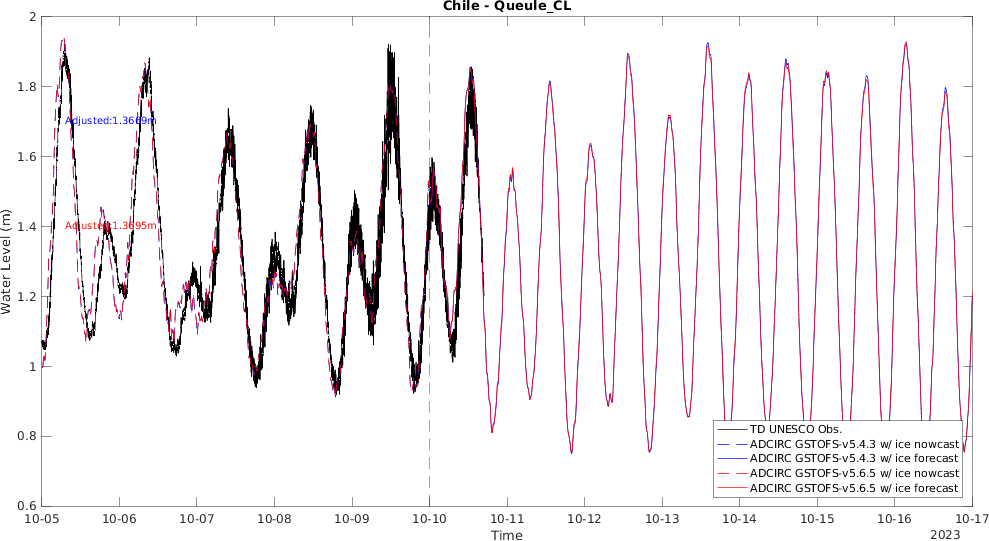 Chile - Queule_CL
Water Level (m)
2
1.8
1.6
1.4
1.2
1
0.8
0.6
Adjusted:1.3669m
Adjusted:1.3695m
TD UNESCO Obs.
ADCIRC GSTOFS-v5.4.3 w/ ice nowcast
ADCIRC GSTOFS-v5.4.3 w/ ice forecast
ADCIRC GSTOFS-v5.6.5 w/ ice nowcast
ADCIRC GSTOFS-v5.6.5 w/ ice forecast
10-05 10-06 10-07 10-08 10-09 10-10 10-11 10-12 10-13 10-14 10-15 10-16 10-17
Time
2023